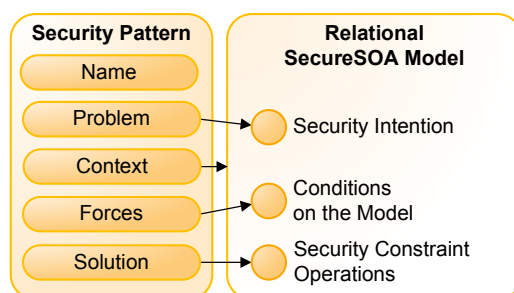 Security Pattern
Name
Problem
Context
Forces
Solution
Relational
SecureSOA Model
Security Intention
Conditions
on the Model
Security Constraint
Operations